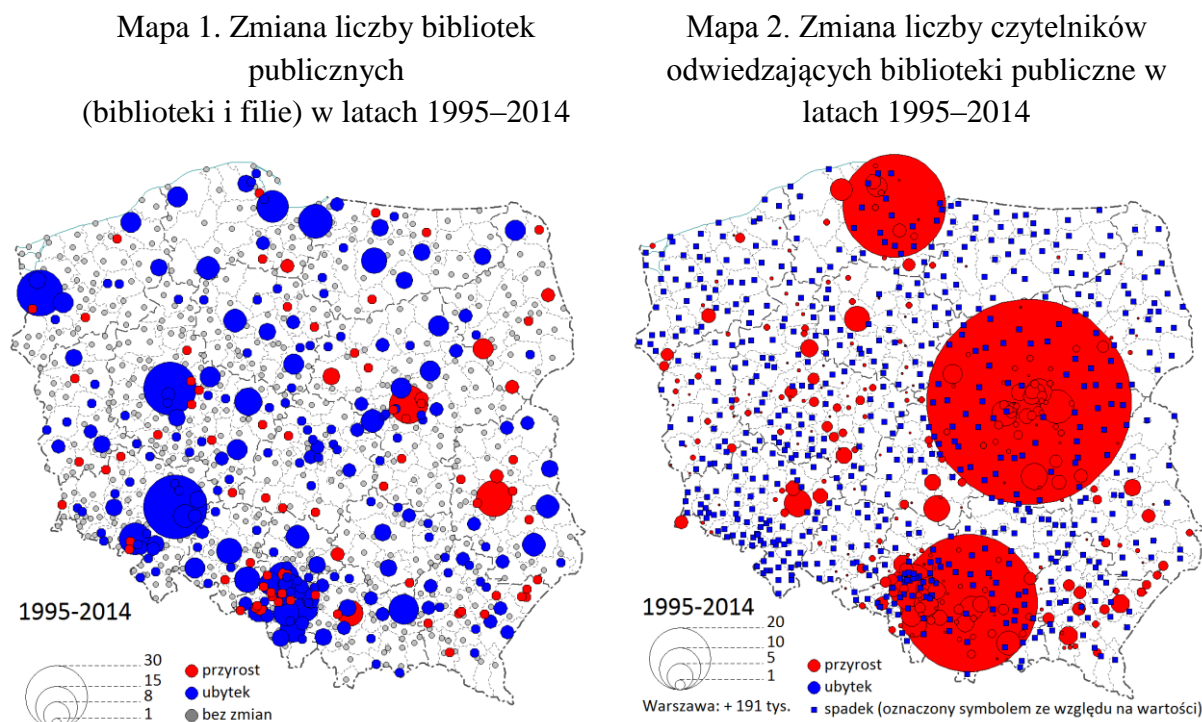 Mapa 1. Zmiana liczby bibliotek
publicznych
(biblioteki i filie) w latach 1995–2014
1995-2014
30
15
8
1
przyrost
ubytek
bez zmian
Mapa 2. Zmiana liczby czytelników
odwiedzających biblioteki publiczne w
latach 1995–2014
1995-2014
20
10
5
1
przyrost
ubytek
Warszawa: + 191 tys.
spadek (oznaczony symbolem ze względu na wartości)